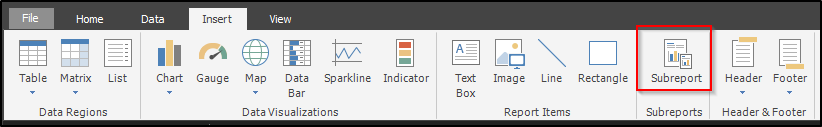 File Home Data Insert View
Table Matrix List Chart Gauge Map Data Bar Sparkline Indicator Text Box Image Line Rectangle Subreport Header Footer
Data Regions Data Visualizations Report Items Subreports Header & Footer